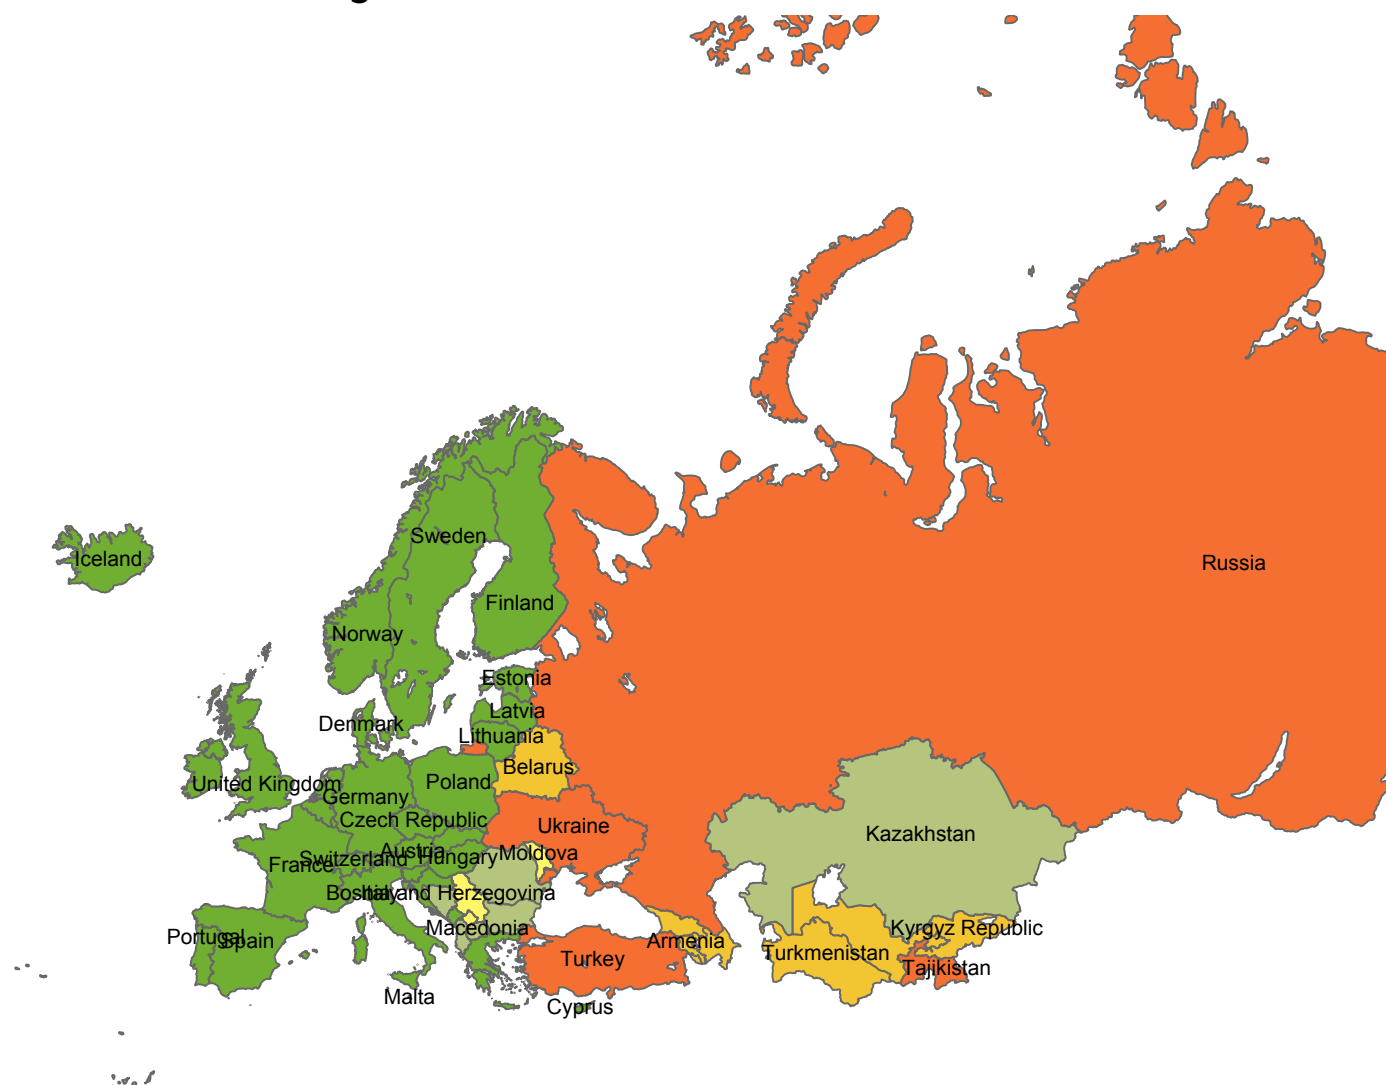 Iceland
Sweden
Russia
Finland
Norway
Estonia
Latvia
Denmark
Lithuania
Belarus
Poland
United Kingdom
Germany
Czech Republic
Ukraine
Kazakhstan
Austria
Moldova
Hungary
Switzerland
France
Bosnia and Herzegovina
Italy
Macedonia
Kyrgyz Republic
Portugal
Spain
Armenia
Turkmenistan
Turkey
Tajikistan
Malta
Cyprus